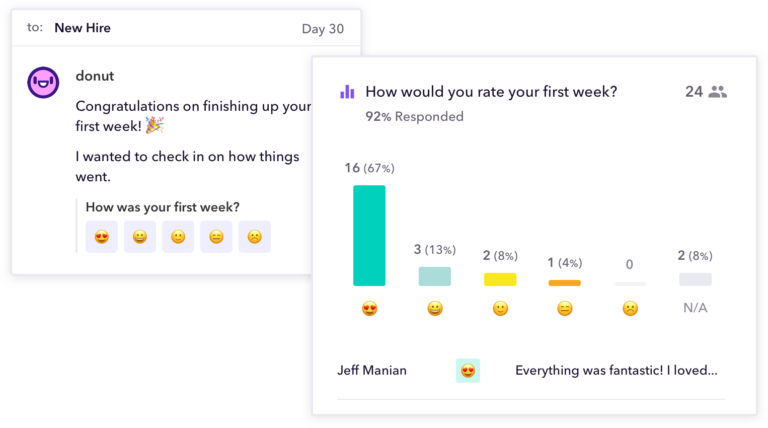 to: New Hire Day 30
donut
Congratulations on finishing up your
first week! 🎉
I wanted to check in on how things
went.
How was your first week?
😍 😀 🙂 😑 ☹️
How would you rate your first week? 24
92% Responded
16 (67%) 3 (13%) 2 (8%) 1 (4%) 0 2 (8%)
😍 😀 🙂 😑 ☹️ N/A
Jeff Manian 😍 Everything was fantastic! I loved...